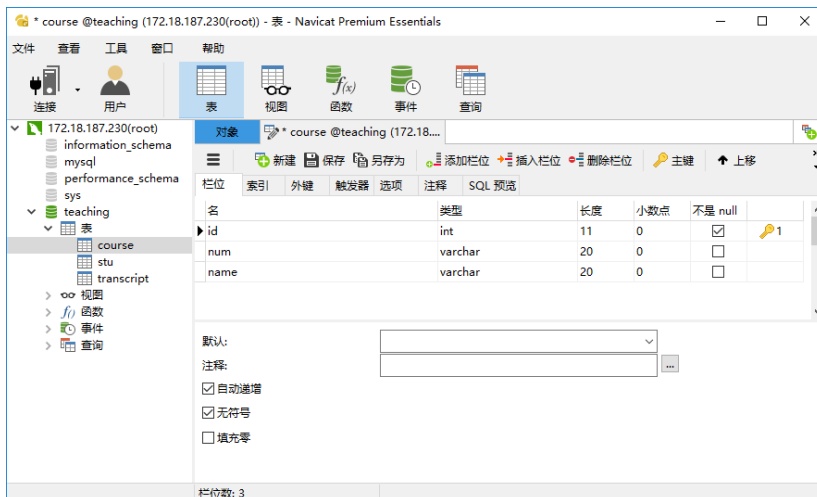 * course @teaching (172.18.187.230(root)) - 表 - Navicat Premium Essentials
文件 查看 工具 窗口 帮助
连接 用户 表 视图 函数 事件 查询
f(x)
172.18.187.230(root)
information_schema
mysql
performance_schema
sys
teaching
表
course
stu
transcript
视图
f() 函数
事件
查询
对象 * course @teaching (172.18....
新建 保存 另存为 添加栏位 插入栏位 删除栏位 主键 上移
栏位 索引 外键 触发器 选项 注释 SQL 预览
名 类型 长度 小数点 不是 null
id int 11 0 1
num varchar 20 0
name varchar 20 0
默认:
注释:
...
自动递增
无符号
填充零
栏位数: 3